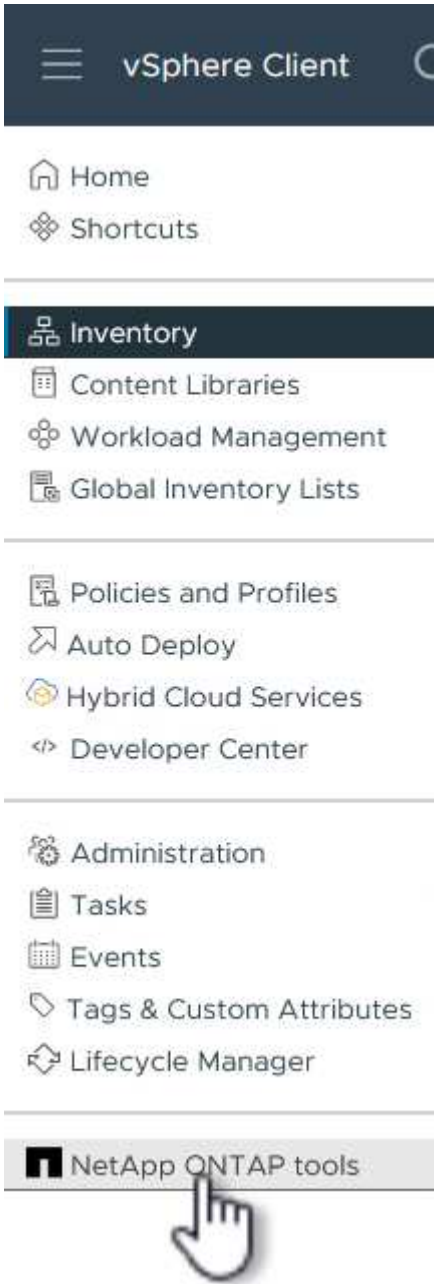 vSphere Client
Home
Shortcuts
Inventory
Content Libraries
Workload Management
Global Inventory Lists
Policies and Profiles
Auto Deploy
Hybrid Cloud Services
Developer Center
Administration
Tasks
Events
Tags & Custom Attributes
Lifecycle Manager
NetApp ONTAP tools